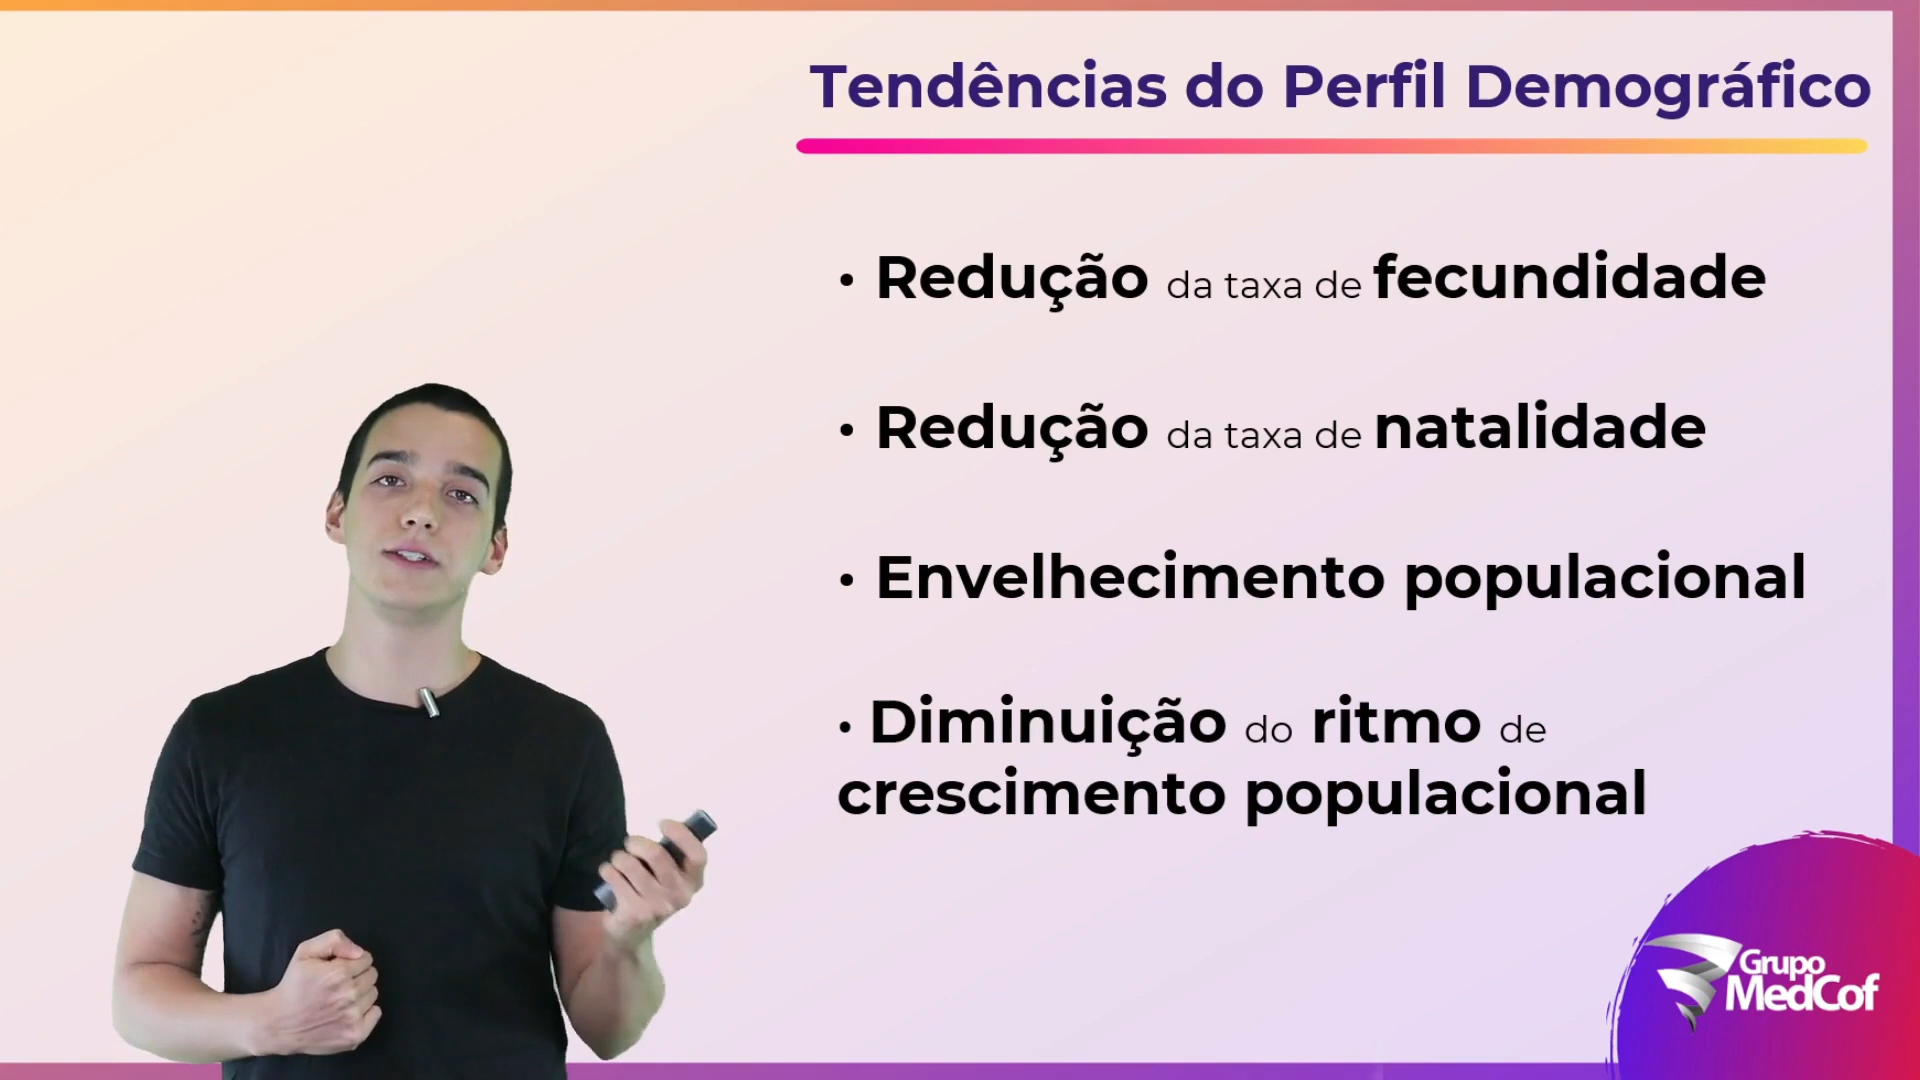 Tendências do Perfil Demográfico
• Redução da taxa de fecundidade
• Redução da taxa de natalidade
• Envelhecimento populacional
• Diminuição do ritmo de
crescimento populacional
Grupo
MedCof